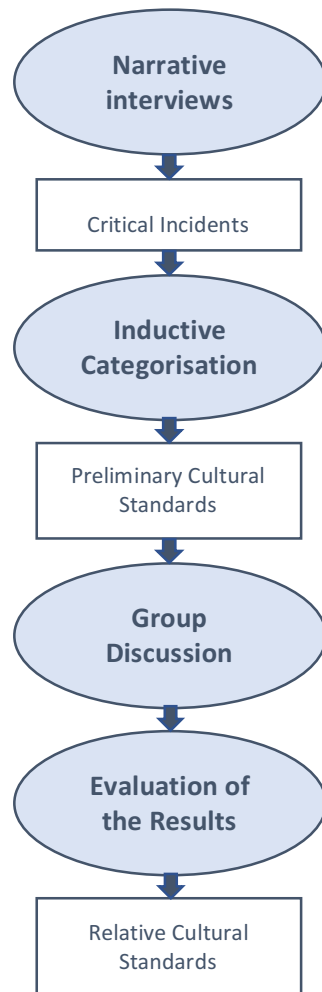 Narrative
interviews
Critical Incidents
Inductive
Categorisation
Preliminary Cultural
Standards
Group
Discussion
Evaluation of
the Results
Relative Cultural
Standards